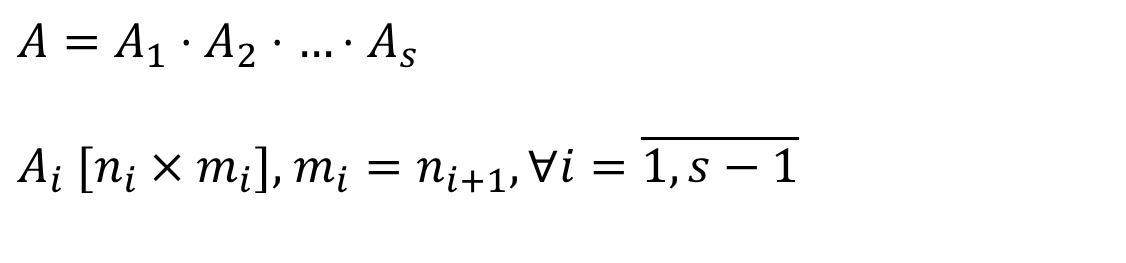 𝐴 = 𝐴₁ ⋅ 𝐴₂ ⋅ … ⋅ 𝐴ₛ
𝐴ᵢ [𝑛ᵢ × 𝑚ᵢ], 𝑚ᵢ = 𝑛ᵢ₊₁, ∀𝑖 = 1̅,̅ ̅𝑠̅ ̅−̅ ̅1̅